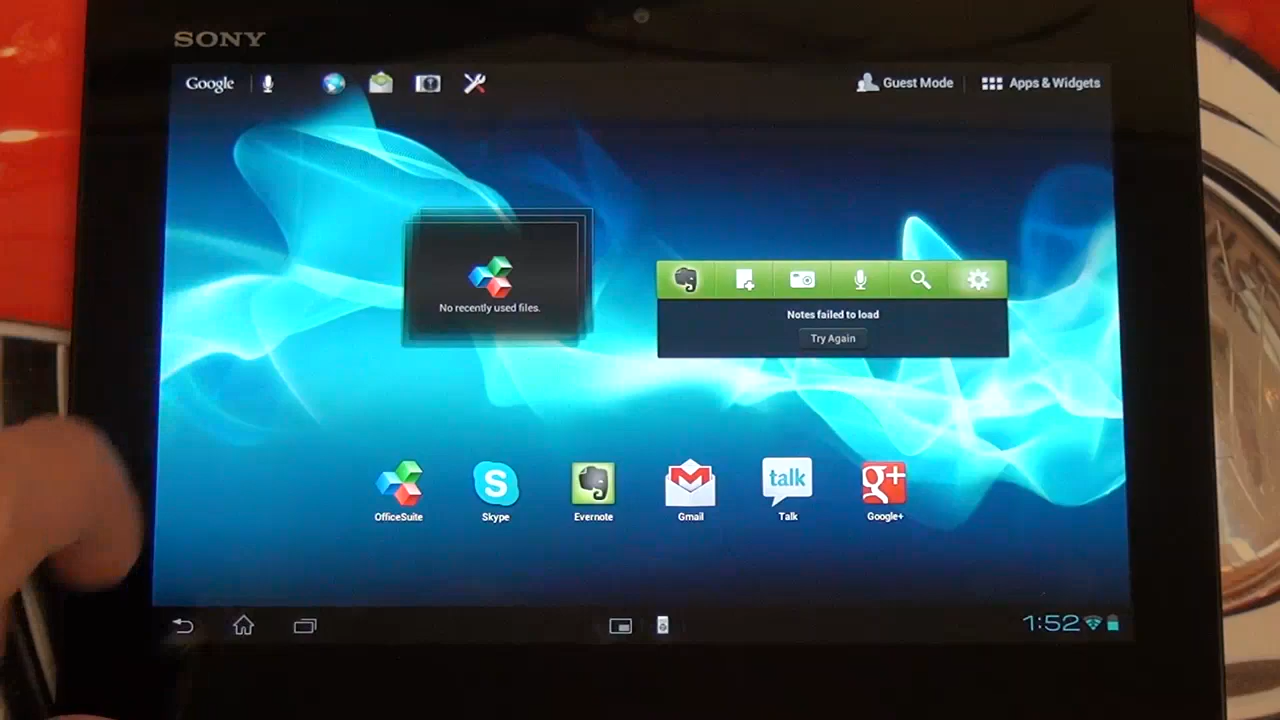 SONY
Google
Guest Mode
Apps & Widgets
No recently used files.
Notes failed to load
Try Again
OfficeSuite
S
Skype
Evernote
Gmail
talk
Talk
g+
Google+
1:52